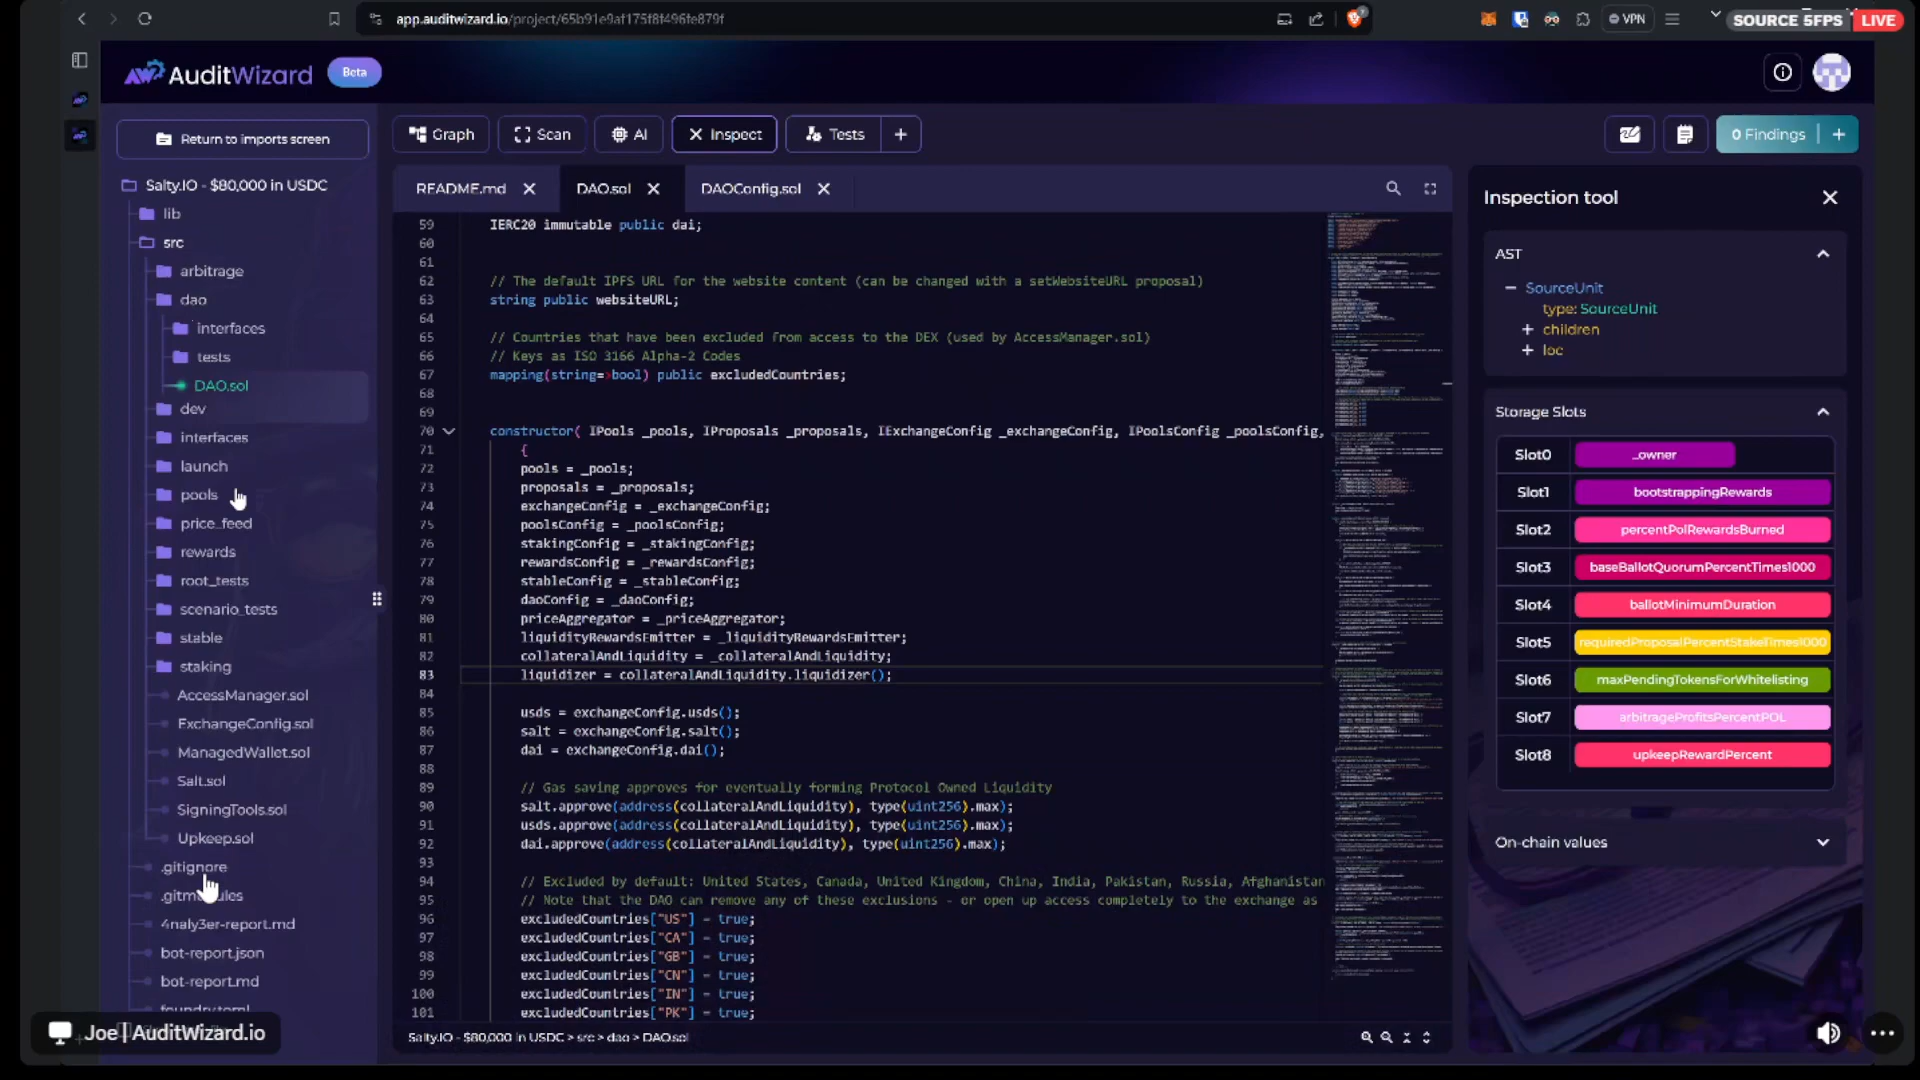 app.auditwizard.io/project/65b91e9af175f8f496fe879f
VPN
SOURCE 5FPS
LIVE
AuditWizard
Beta
Return to imports screen
Graph
Scan
AI
Inspect
Tests
0 Findings
Salty.IO - $80,000 in USDC
lib
src
arbitrage
dao
interfaces
tests
DAO.sol
dev
interfaces
launch
pools
price_feed
rewards
root_tests
scenario_tests
stable
staking
AccessManager.sol
ExchangeConfig.sol
ManagedWallet.sol
Salt.sol
SigningTools.sol
Upkeep.sol
.gitignore
4naly3er-report.md
bot-report.json
bot-report.md
README.md
DAO.sol
DAOConfig.sol
59 IERC20 immutable public dai;
60
61
62 // The default IPFS URL for the website content (can be changed with a setWebsiteURL proposal)
63 string public websiteURL;
64
65 // Countries that have been excluded from access to the DEX (used by AccessManager.sol)
66 // Keys as ISO 3166 Alpha-2 Codes
67 mapping(string=>bool) public excludedCountries;
68
69
70 constructor( IPools _pools, IProposals _proposals, IExchangeConfig _exchangeConfig, IPoolsConfig _poolsConfig,
71 {
72 pools = _pools;
73 proposals = _proposals;
74 exchangeConfig = _exchangeConfig;
75 poolsConfig = _poolsConfig;
76 stakingConfig = _stakingConfig;
77 rewardsConfig = _rewardsConfig;
78 stableConfig = _stableConfig;
79 daoConfig = _daoConfig;
80 priceAggregator = _priceAggregator;
81 liquidityRewardsEmitter = _liquidityRewardsEmitter;
82 collateralAndLiquidity = _collateralAndLiquidity;
83 liquidizer = collateralAndLiquidity.liquidizer();
84
85 usds = exchangeConfig.usds();
86 salt = exchangeConfig.salt();
87 dai = exchangeConfig.dai();
88
89 // Gas saving approves for eventually forming Protocol Owned Liquidity
90 salt.approve(address(collateralAndLiquidity), type(uint256).max);
91 usds.approve(address(collateralAndLiquidity), type(uint256).max);
92 dai.approve(address(collateralAndLiquidity), type(uint256).max);
93
94 // Excluded by default: United States, Canada, United Kingdom, China, India, Pakistan, Russia, Afghanistan
95 // Note that the DAO can remove any of these exclusions - or open up access completely to the exchange as
96 excludedCountries["US"] = true;
97 excludedCountries["CA"] = true;
98 excludedCountries["GB"] = true;
99 excludedCountries["CN"] = true;
100 excludedCountries["IN"] = true;
101 excludedCountries["PK"] = true;
Salty.IO - $80,000 in USDC > src > dao > DAO.sol
Inspection tool
AST
SourceUnit
type: SourceUnit
children
loc
Storage Slots
Slot0 _owner
Slot1 bootstrappingRewards
Slot2 percentPolRewardsBurned
Slot3 baseBallotQuorumPercentTimes1000
Slot4 ballotMinimumDuration
Slot5 requiredProposalPercentStakeTimes1000
Slot6 maxPendingTokensForWhitelisting
Slot7 arbitrageProfitsPercentPOL
Slot8 upkeepRewardPercent
On-chain values
Joe | AuditWizard.io